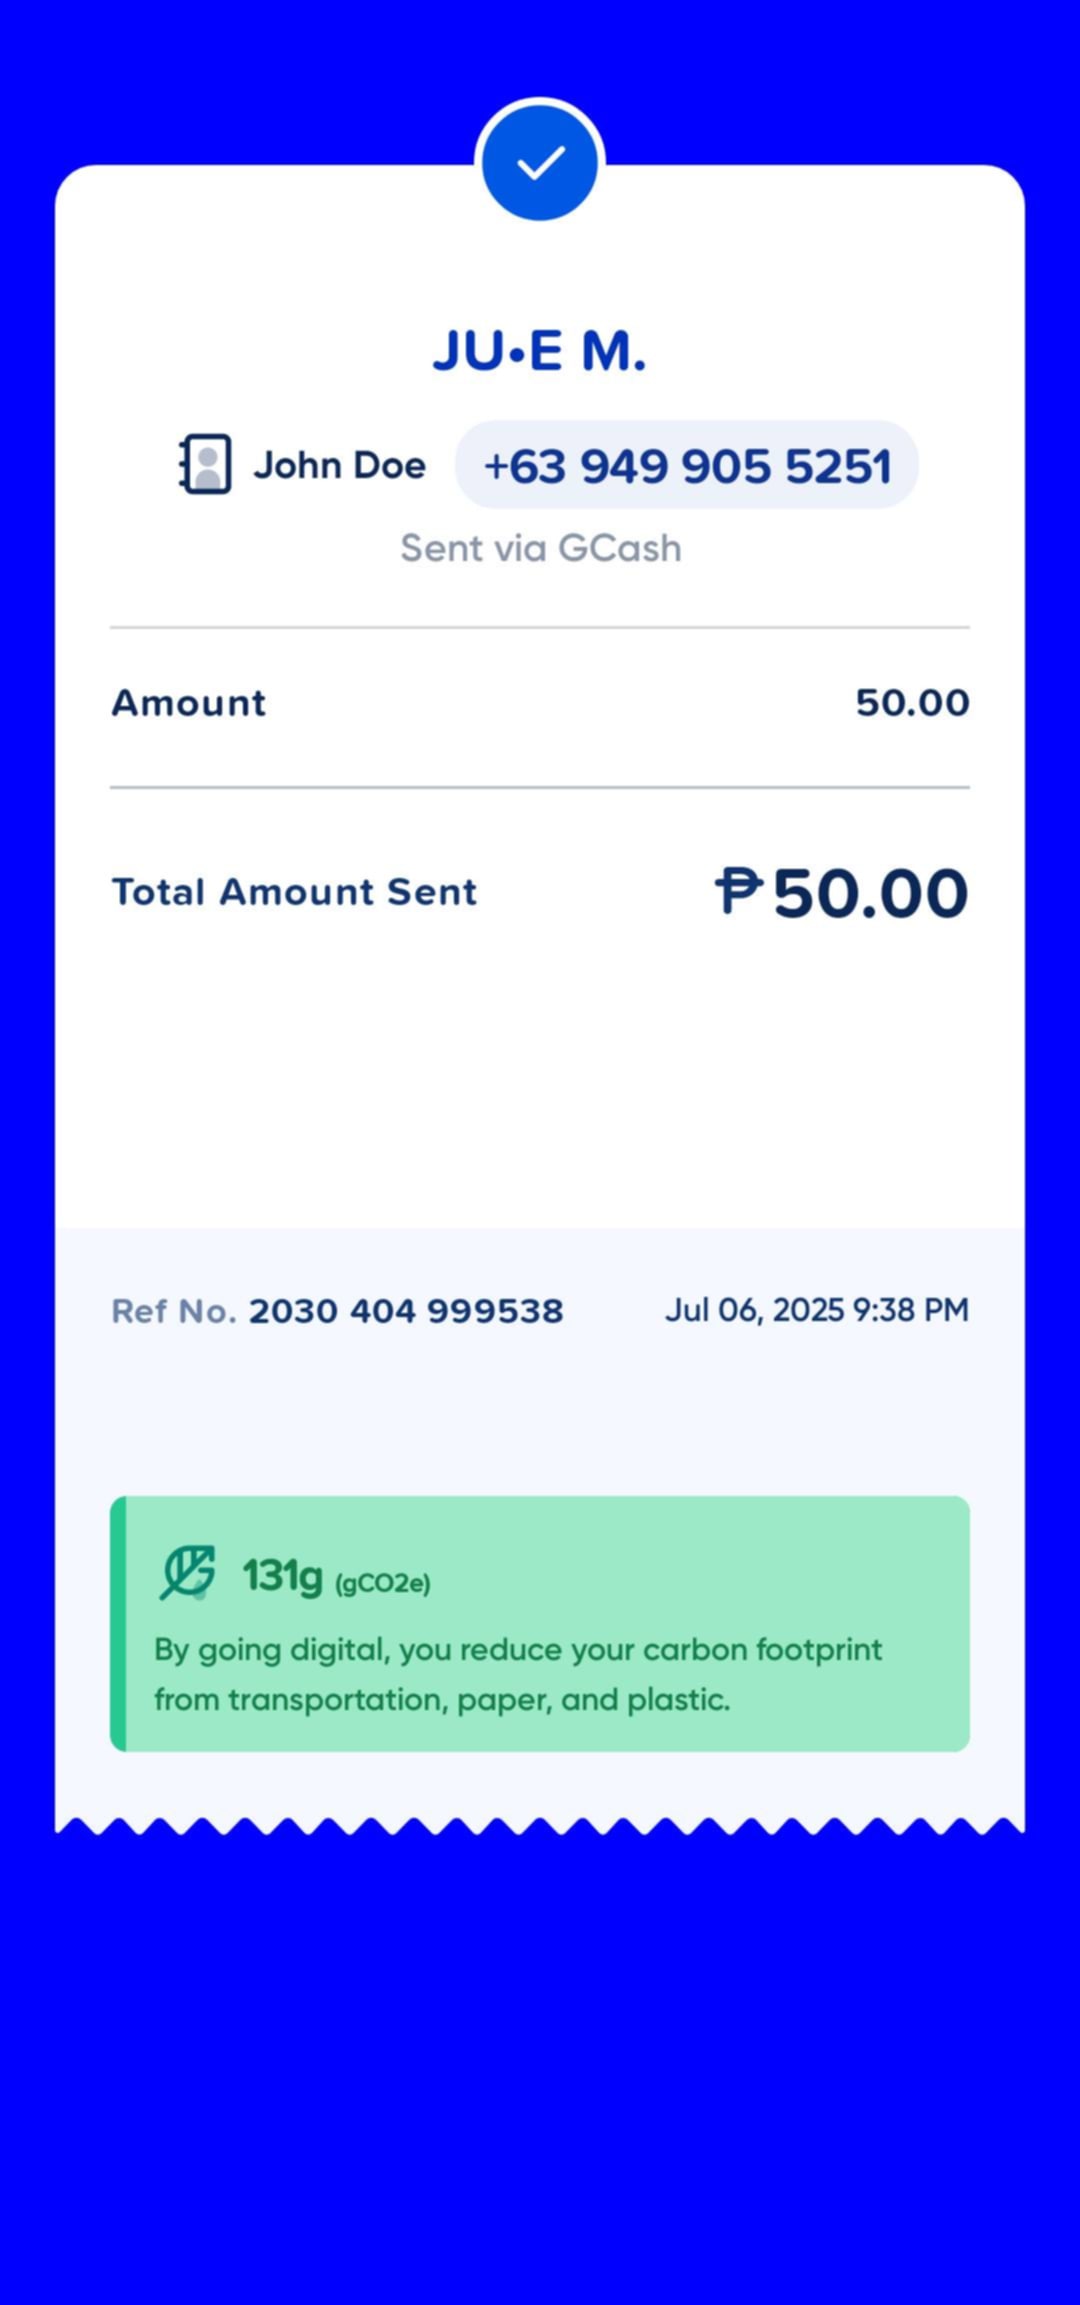 JU•E M.
John Doe +63 949 905 5251
Sent via GCash
Amount 50.00
Total Amount Sent ₱50.00
Ref No. 2030 404 999538 Jul 06, 2025 9:38 PM
131g (gCO2e)
By going digital, you reduce your carbon footprint
from transportation, paper, and plastic.